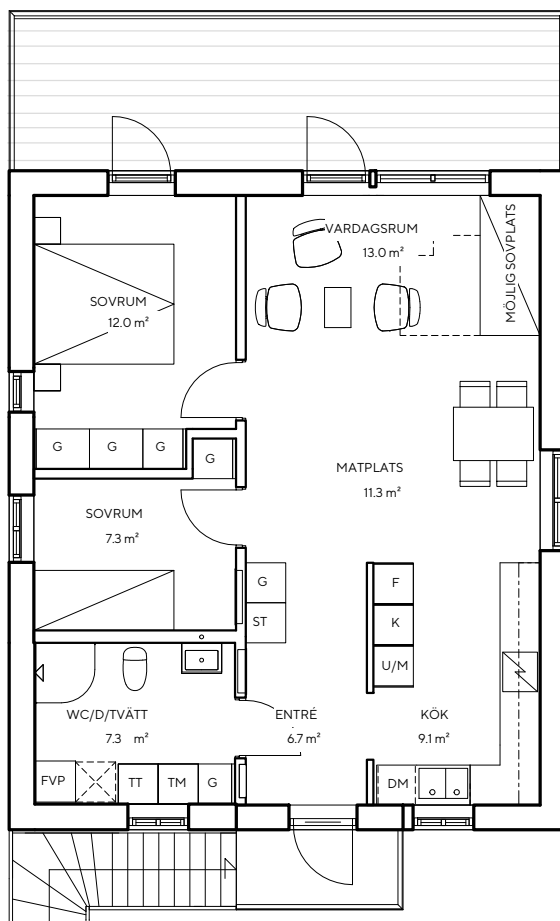 VARDAGSRUM
13.0 m²
MÖJLIG SOVPLATS
SOVRUM
12.0 m²
G
G
G
G
MATPLATS
11.3 m²
SOVRUM
7.3 m²
G
ST
F
K
U/M
WC/D/TVÄTT
7.3 m²
ENTRÉ
6.7 m²
KÖK
9.1 m²
FVP
TT
TM
G
DM